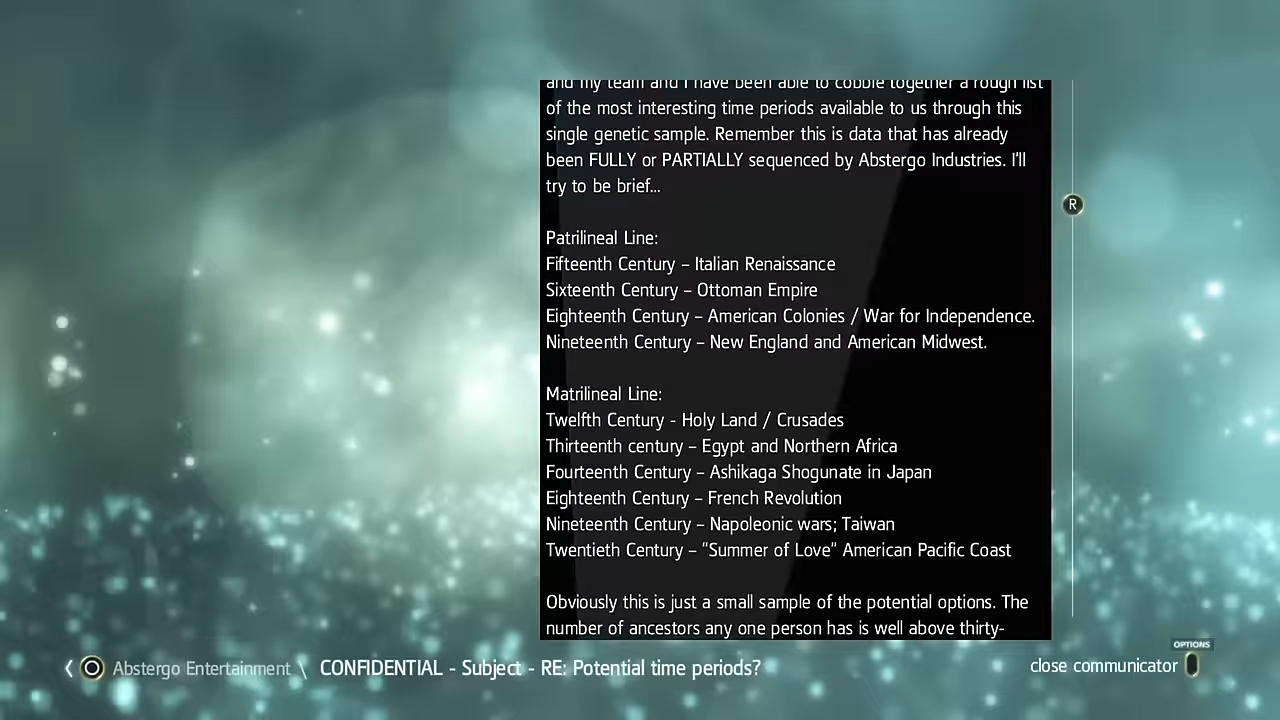 and my team and I have been able to cobble together a rough list
of the most interesting time periods available to us through this
single genetic sample. Remember this is data that has already
been FULLY or PARTIALLY sequenced by Abstergo Industries. I'll
try to be brief...
Patrilineal Line:
Fifteenth Century – Italian Renaissance
Sixteenth Century – Ottoman Empire
Eighteenth Century – American Colonies / War for Independence.
Nineteenth Century – New England and American Midwest.
Matrilineal Line:
Twelfth Century - Holy Land / Crusades
Thirteenth century – Egypt and Northern Africa
Fourteenth Century – Ashikaga Shogunate in Japan
Eighteenth Century – French Revolution
Nineteenth Century – Napoleonic wars; Taiwan
Twentieth Century – "Summer of Love" American Pacific Coast
Obviously this is just a small sample of the potential options. The
number of ancestors any one person has is well above thirty-
R
Abstergo Entertainment \ CONFIDENTIAL - Subject - RE: Potential time periods?
OPTIONS
close communicator